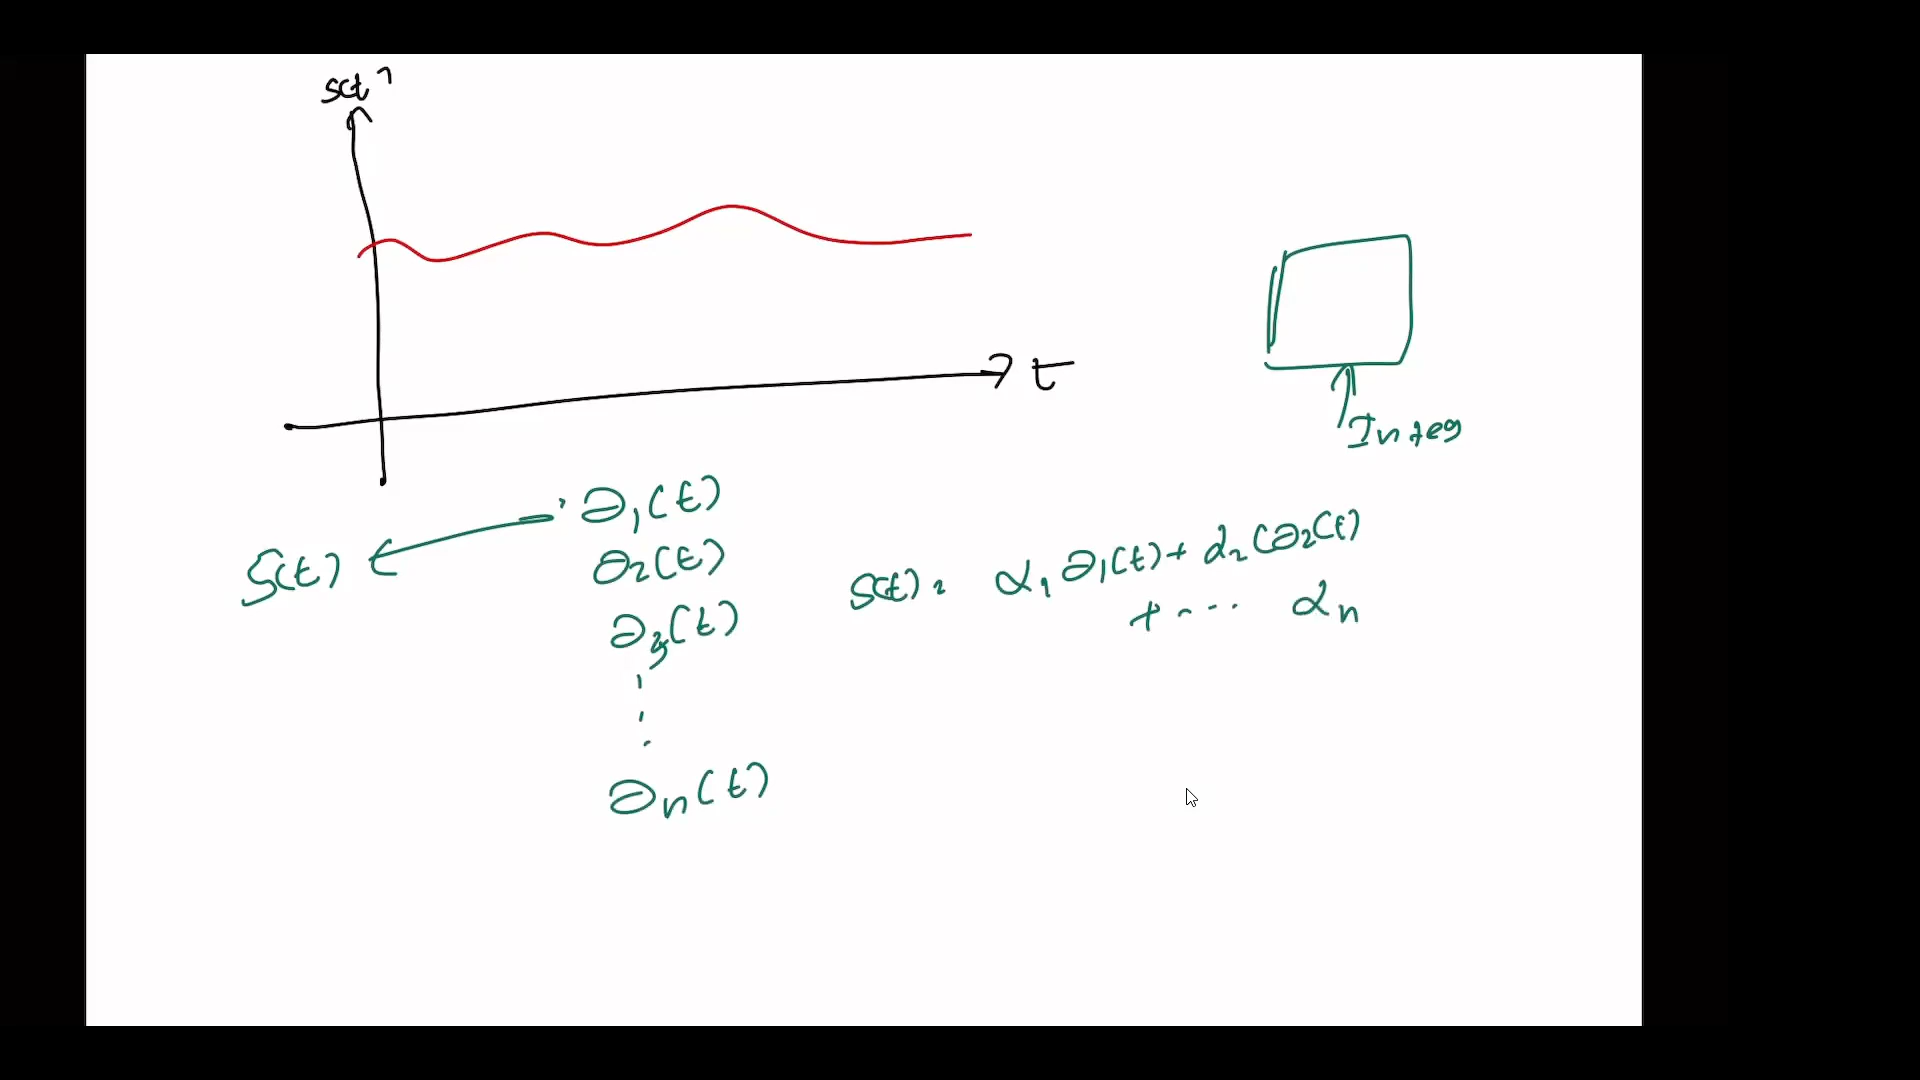 s(t)
t
Integ
∂₁(t)
s(t)
∂₂(t)
s(t) = α₁ ∂₁(t) + α₂ (∂₂(t)
+ ... αₙ
∂₃(t)
⋮
∂ₙ(t)